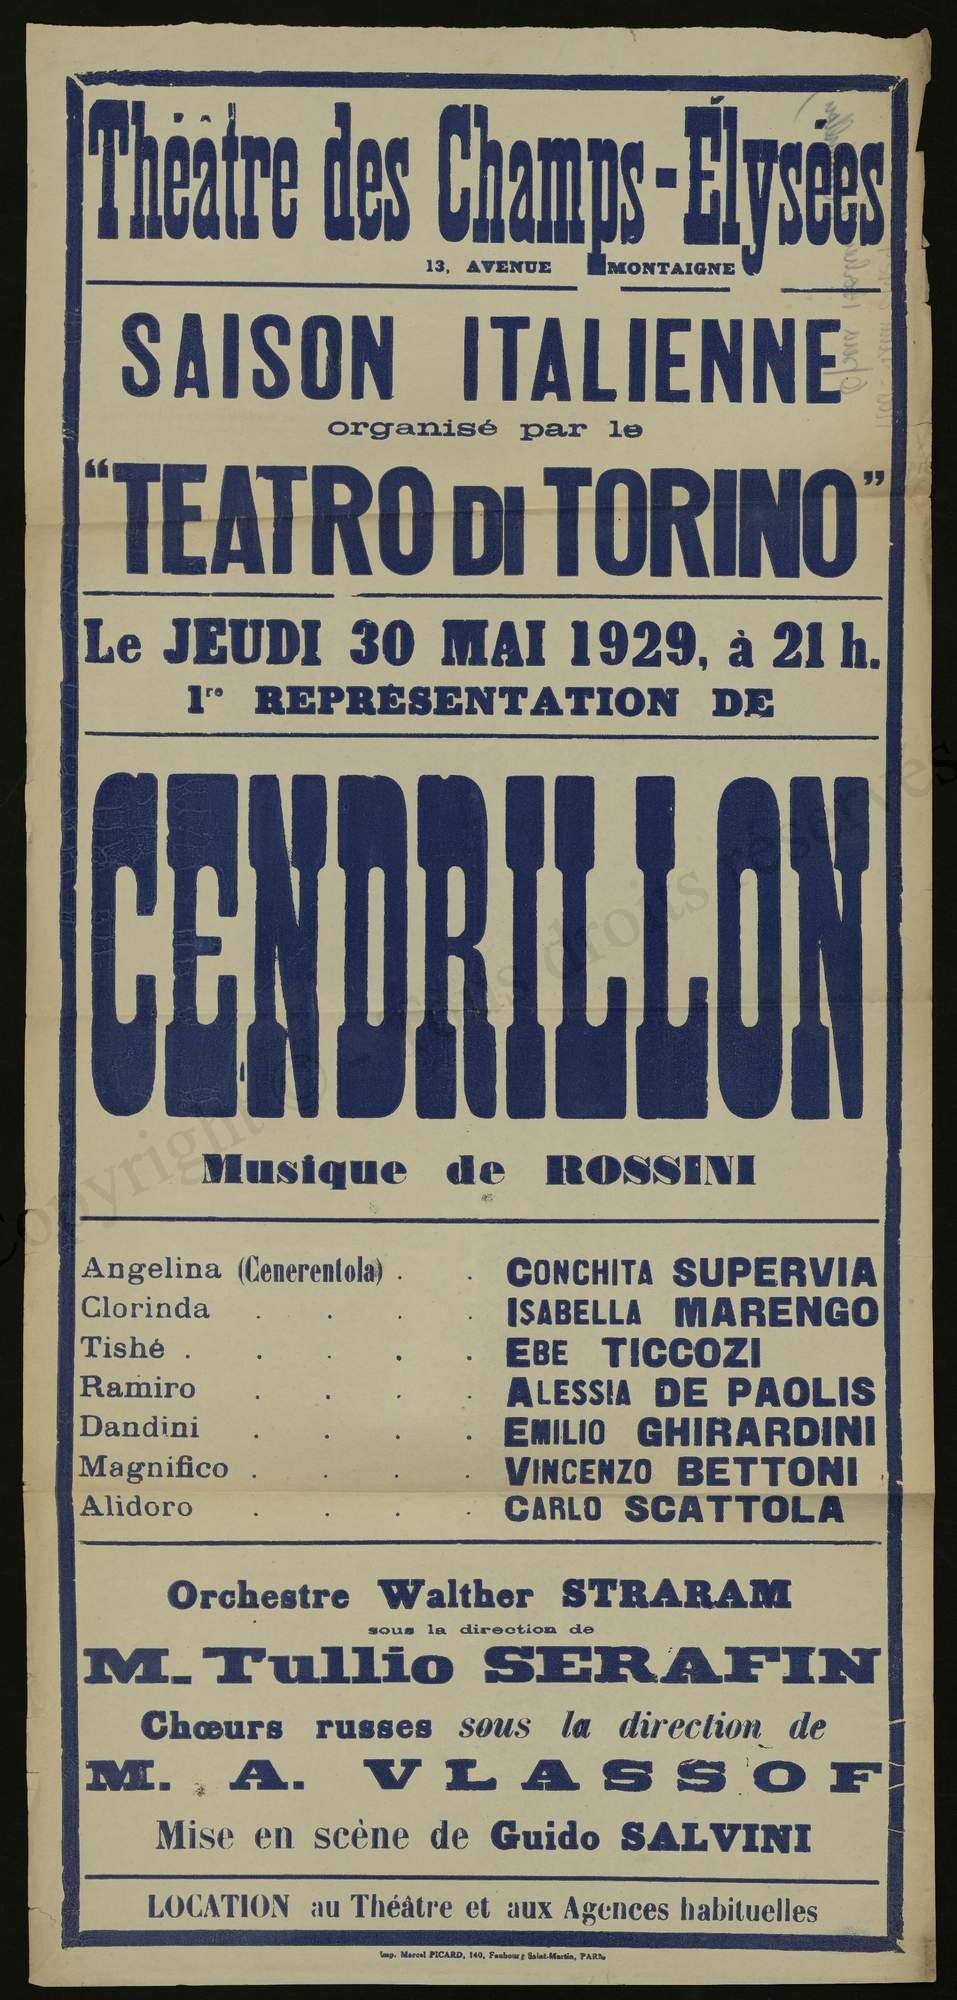 Théâtre des Champs-Élysées
13, AVENUE MONTAIGNE
SAISON ITALIENNE
organisé par le
"TEATRO DI TORINO"
Le JEUDI 30 MAI 1929, à 21 h.
1re REPRÉSENTATION DE
CENDRILLON
Musique de ROSSINI
Angelina (Cenerentola) . . CONCHITA SUPERVIA
Clorinda . . . . ISABELLA MARENGO
Tishé . . . . . EBE TICCOZI
Ramiro . . . . ALESSIA DE PAOLIS
Dandini . . . . EMILIO GHIRARDINI
Magnifico . . . . VINCENZO BETTONI
Alidoro . . . . CARLO SCATTOLA
Orchestre Walther STRARAM
sous la direction de
M. Tullio SERAFIN
Chœurs russes sous la direction de
M. A. VLASSOF
Mise en scène de Guido SALVINI
LOCATION au Théâtre et aux Agences habituelles
Imp. Marcel PICARD, 140, Faubourg Saint-Martin, PARIS
Copyright © - Tous droits réservés